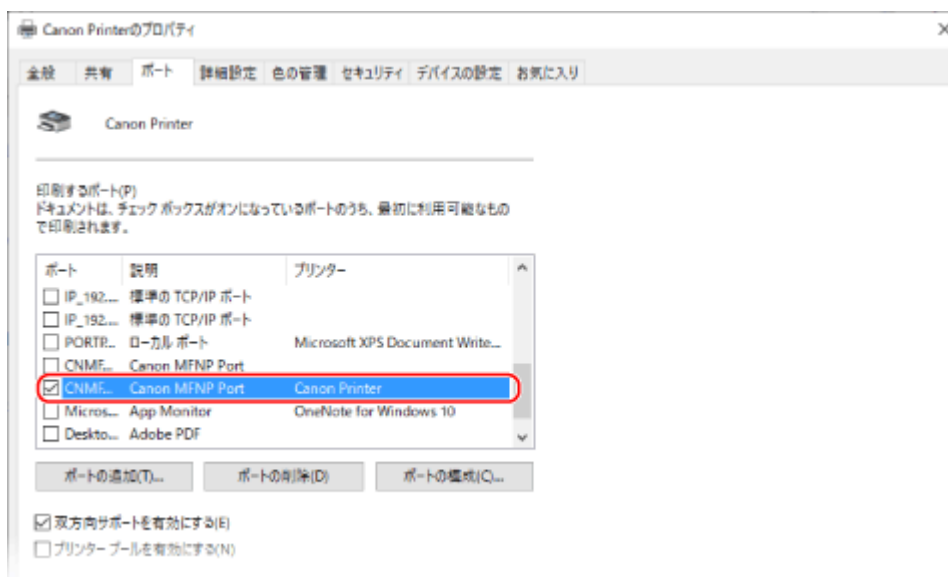 Canon Printerのプロパティ
全般 共有 ポート 詳細設定 色の管理 セキュリティ デバイスの設定 お気に入り
Canon Printer
印刷するポート(P)
ドキュメントは、チェック ボックスがオンになっているポートのうち、最初に利用可能なもの
で印刷されます。
ポート 説明 プリンター
IP_192.... 標準の TCP/IP ポート
IP_192.... 標準の TCP/IP ポート
PORTP... ローカル ポート Microsoft XPS Document Write...
CNMF... Canon MFNP Port
CNMF... Canon MFNP Port Canon Printer
Micros... App Monitor OneNote for Windows 10
Deskto... Adobe PDF
ポートの追加(T)... ポートの削除(D) ポートの構成(C)...
双方向サポートを有効にする(E)
プリンター プールを有効にする(N)